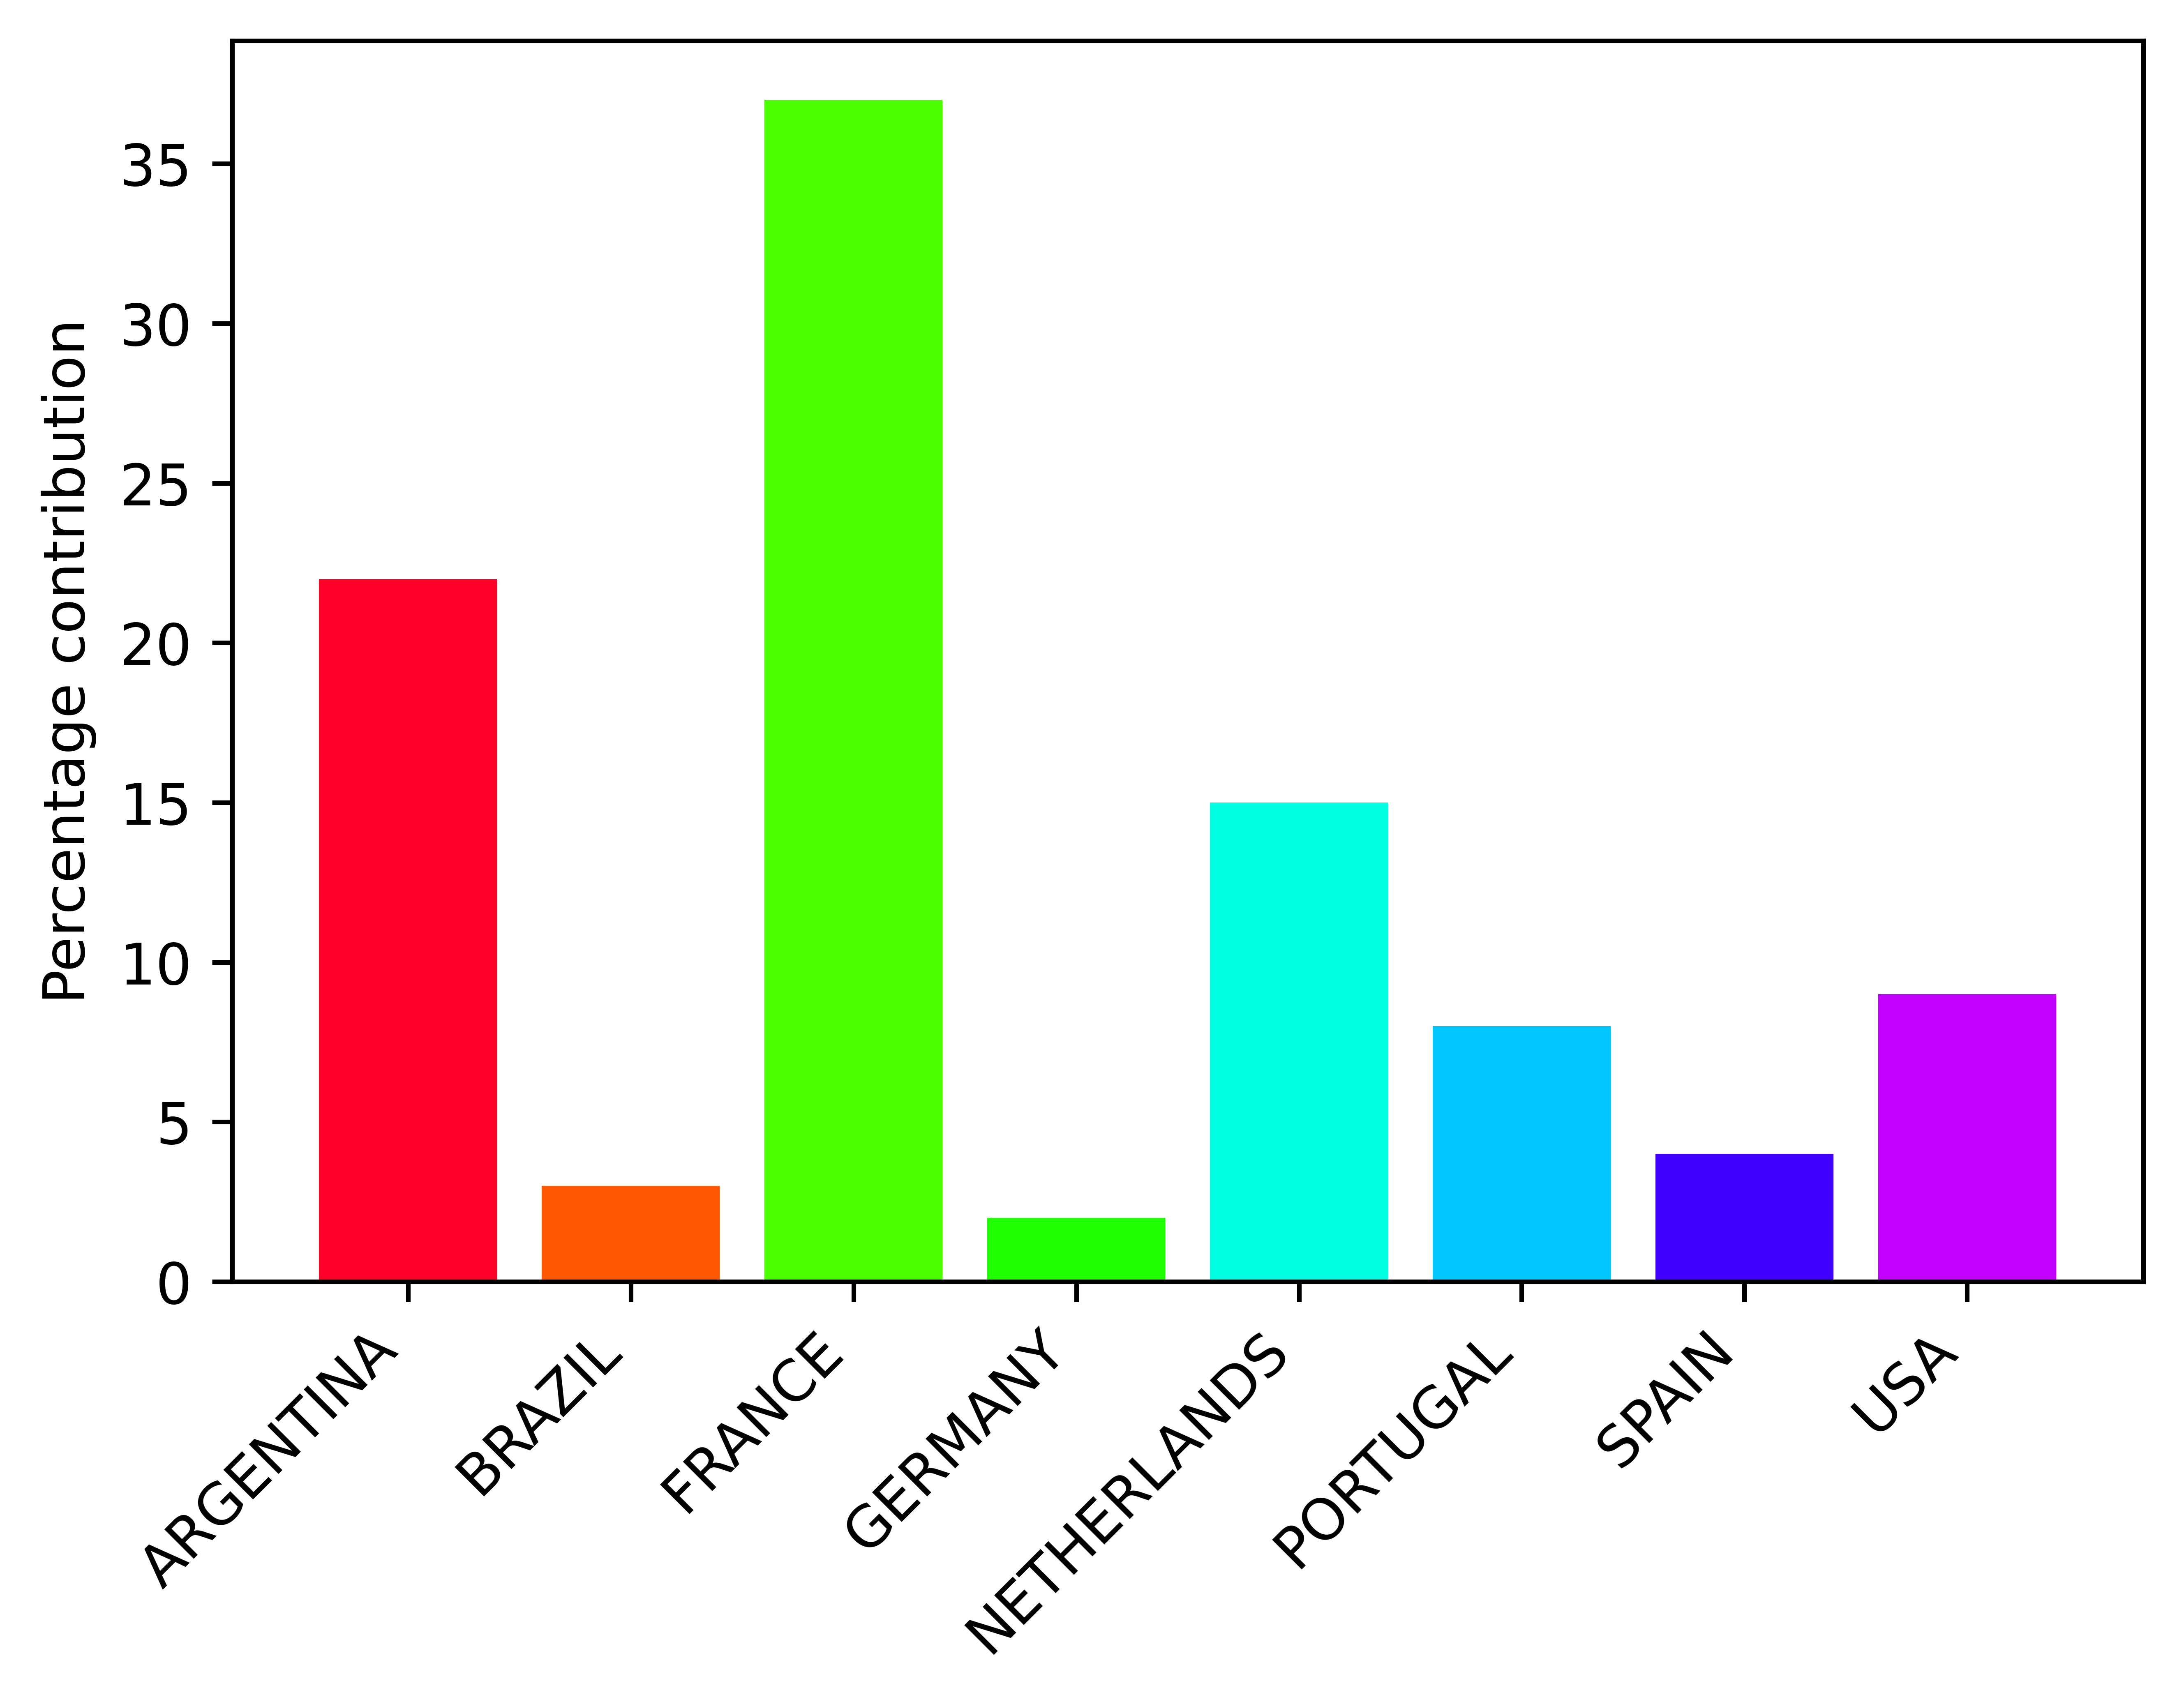 Percentage contribution
35
30
25
20
15
10
5
0
ARGENTINA
BRAZIL
FRANCE
GERMANY
NETHERLANDS
PORTUGAL
SPAIN
USA